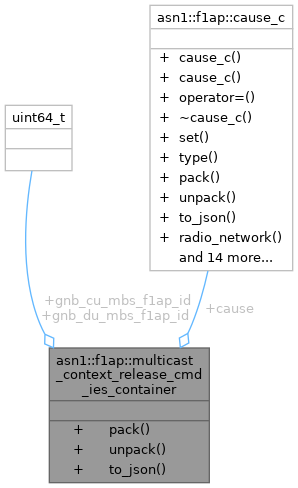 asn1::f1ap::cause_c
+ cause_c()
+ cause_c()
+ operator=()
+ ~cause_c()
+ set()
+ type()
+ pack()
+ unpack()
+ to_json()
+ radio_network()
and 14 more...
uint64_t
+gnb_cu_mbs_f1ap_id
+gnb_du_mbs_f1ap_id
+cause
asn1::f1ap::multicast
_context_release_cmd
_ies_container
+ pack()
+ unpack()
+ to_json()